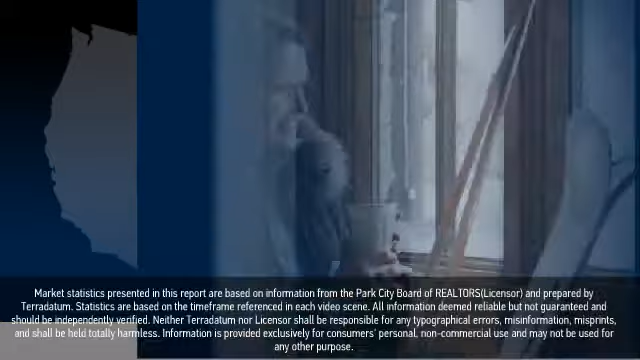 Market statistics presented in this report are based on information from the Park City Board of REALTORS(Licensor) and prepared by
Terradatum. Statistics are based on the timeframe referenced in each video scene. All information deemed reliable but not guaranteed and
should be independently verified. Neither Terradatum nor Licensor shall be responsible for any typographical errors, misinformation, misprints,
and shall be held totally harmless. Information is provided exclusively for consumers' personal, non-commercial use and may not be used for
any other purpose.